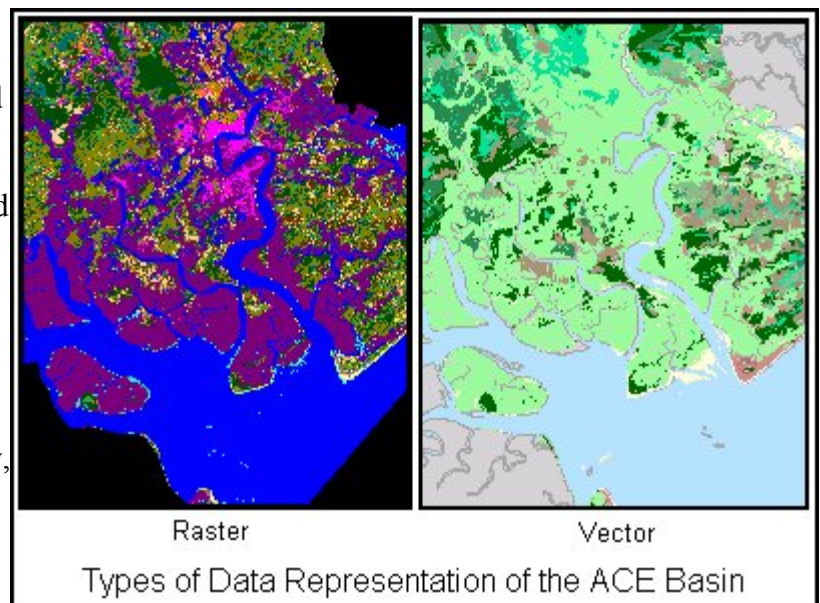 Raster
Vector
Types of Data Representation of the ACE Basin